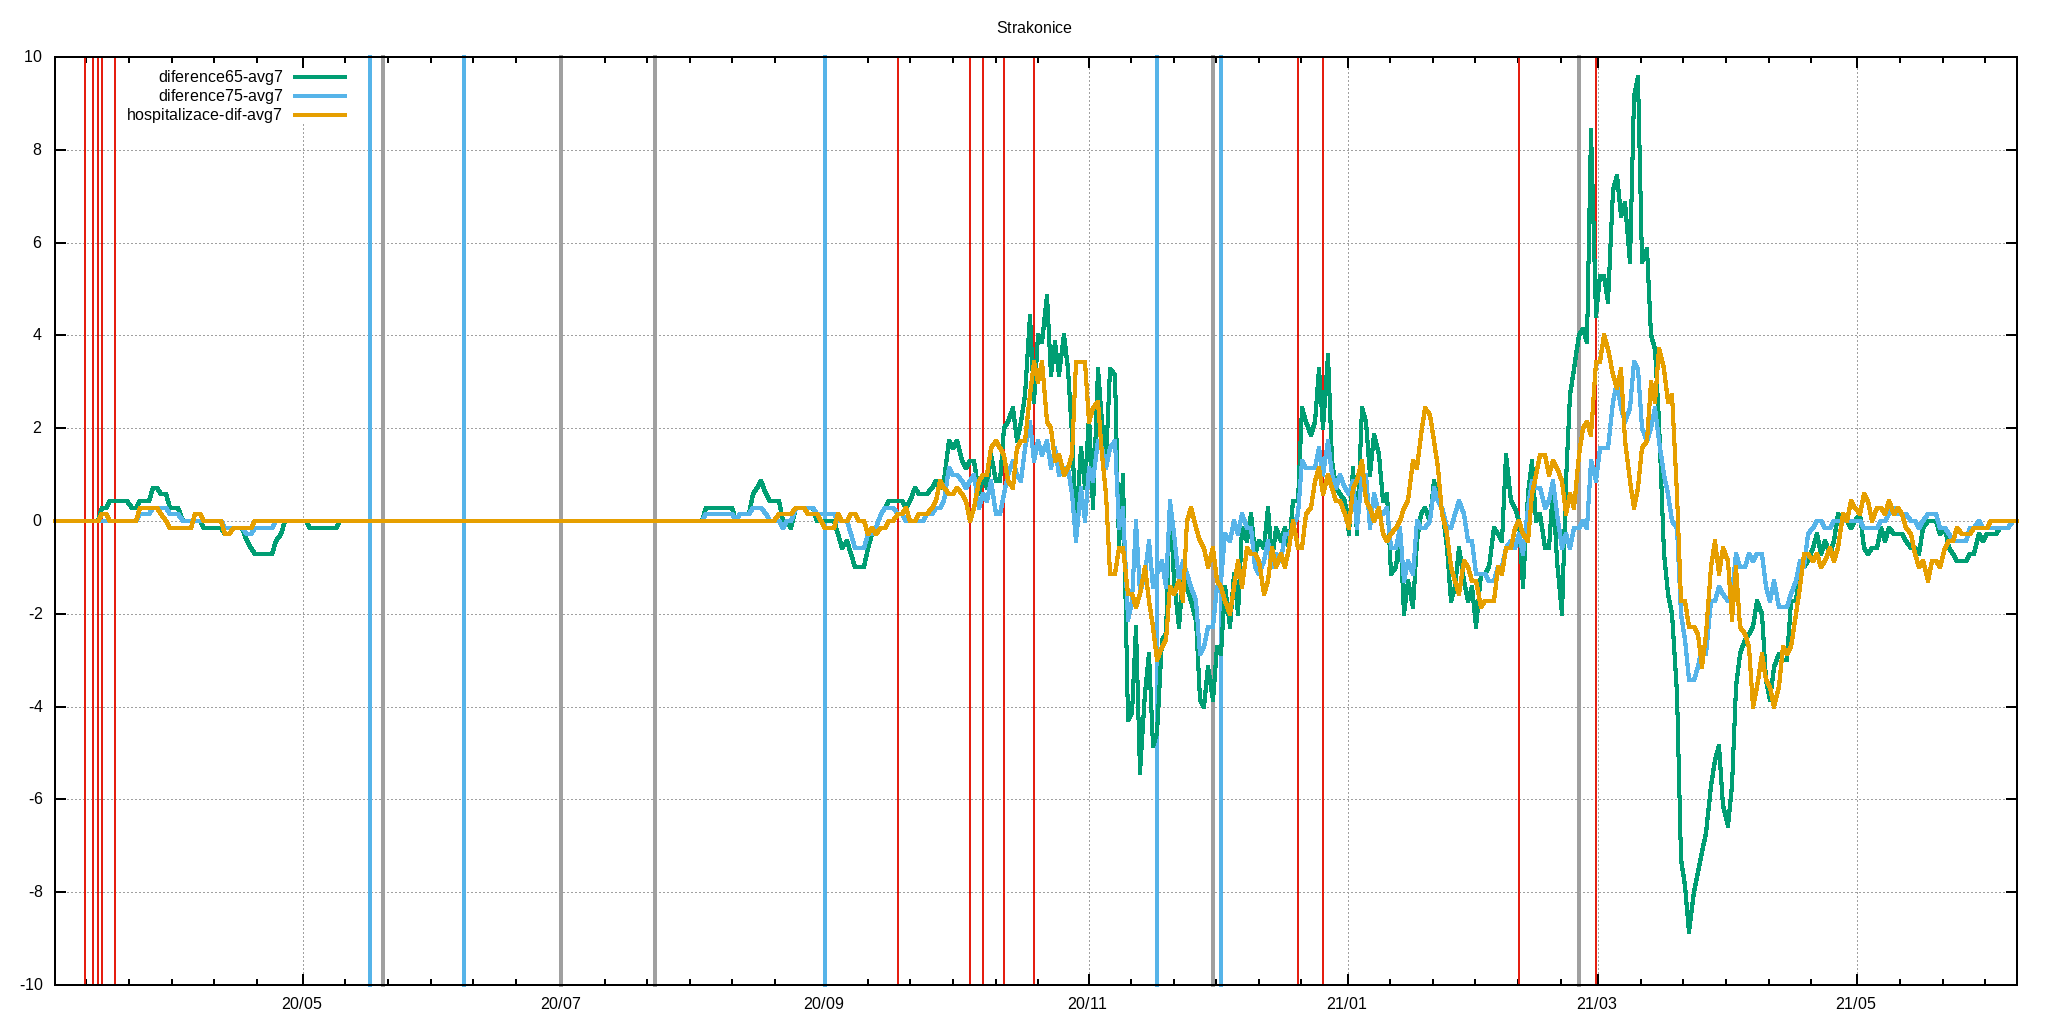 Strakonice
10
diference65-avg7
diference75-avg7
hospitalizace-dif-avg7
8
6
4
2
0
-2
-4
-6
-8
-10
20/05 20/07 20/09 20/11 21/01 21/03 21/05